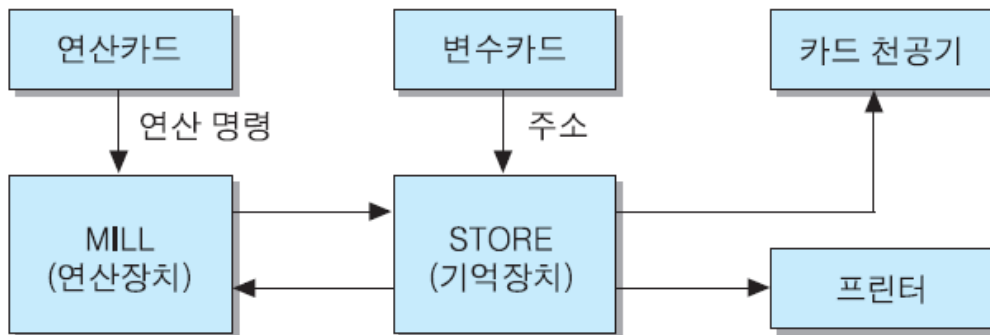 연산카드
변수카드
카드 천공기
연산 명령
주소
MILL
(연산장치)
STORE
(기억장치)
프린터